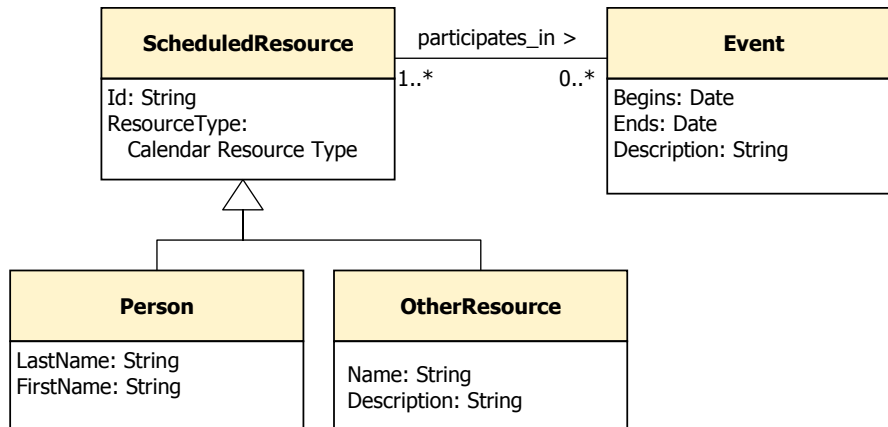 ScheduledResource
participates_in >
Event
1..*
0..*
Id: String
ResourceType:
Calendar Resource Type
Begins: Date
Ends: Date
Description: String
Person
OtherResource
LastName: String
FirstName: String
Name: String
Description: String